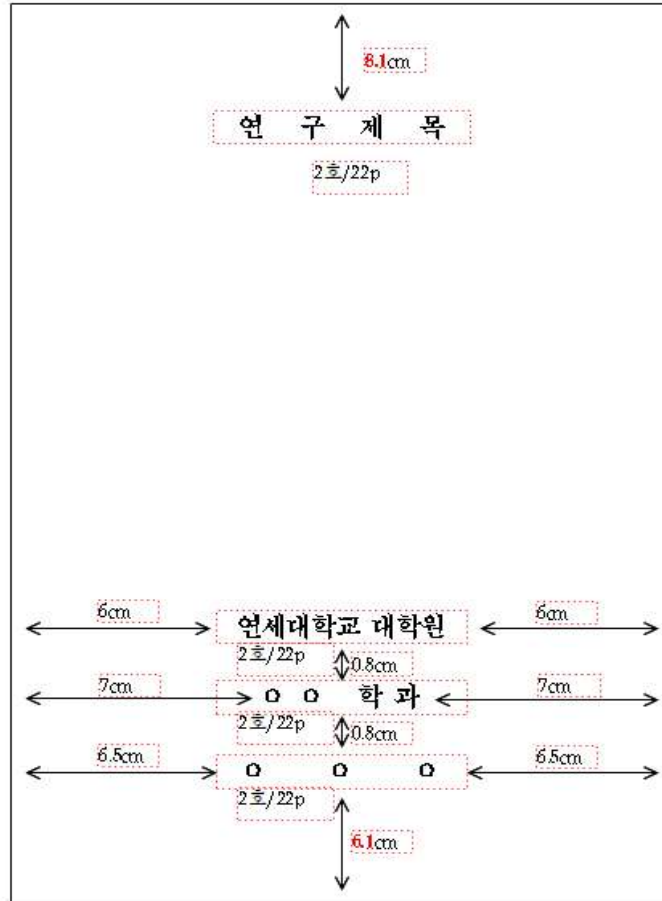 8.1cm
연 구 제 목
2호/22p
6cm 연세대학교 대학원 6cm
2호/22p 0.8cm
7cm ㅇ ㅇ 학 과 7cm
2호/22p 0.8cm
6.5cm ㅇ ㅇ ㅇ 6.5cm
2호/22p
6.1cm